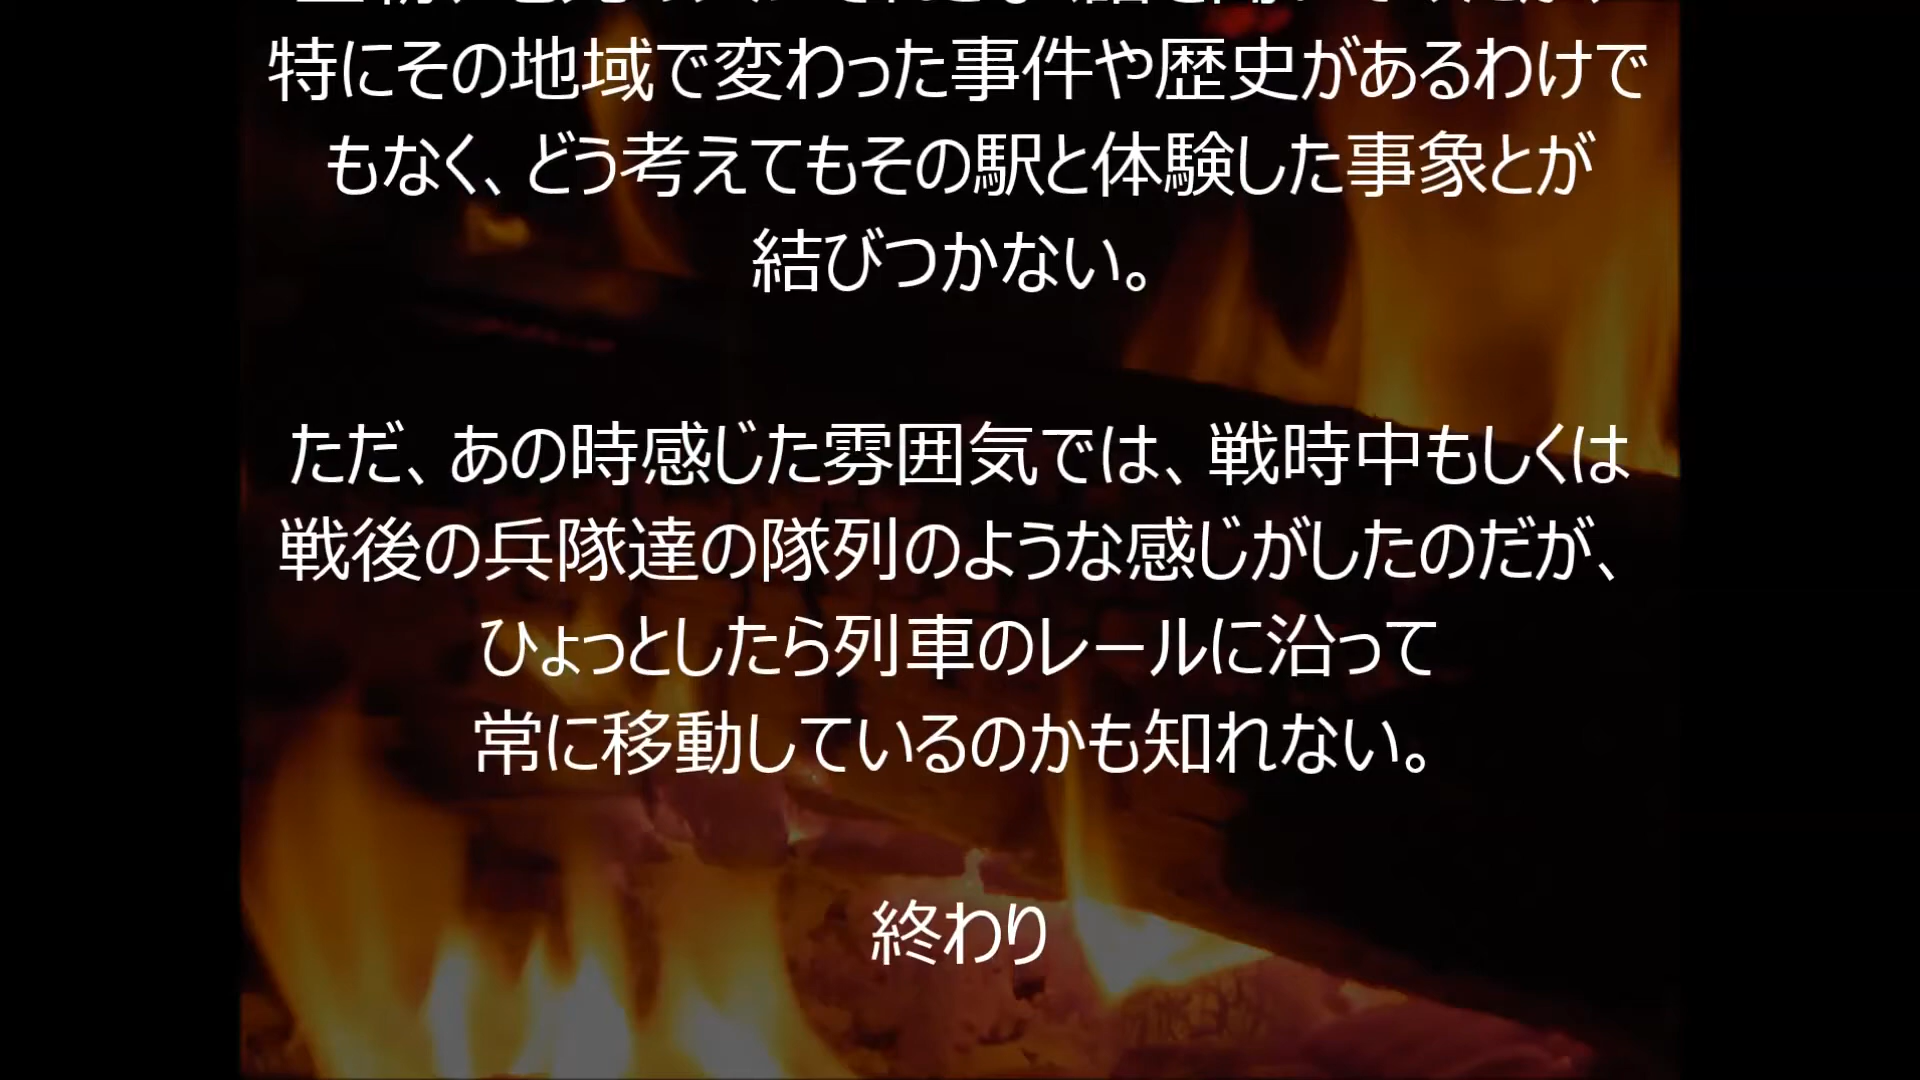 特にその地域で変わった事件や歴史があるわけで
もなく、どう考えてもその駅と体験した事象とが
結びつかない。
ただ、あの時感じた雰囲気では、戦時中もしくは
戦後の兵隊達の隊列のような感じがしたのだが、
ひょっとしたら列車のレールに沿って
常に移動しているのかも知れない。
終わり